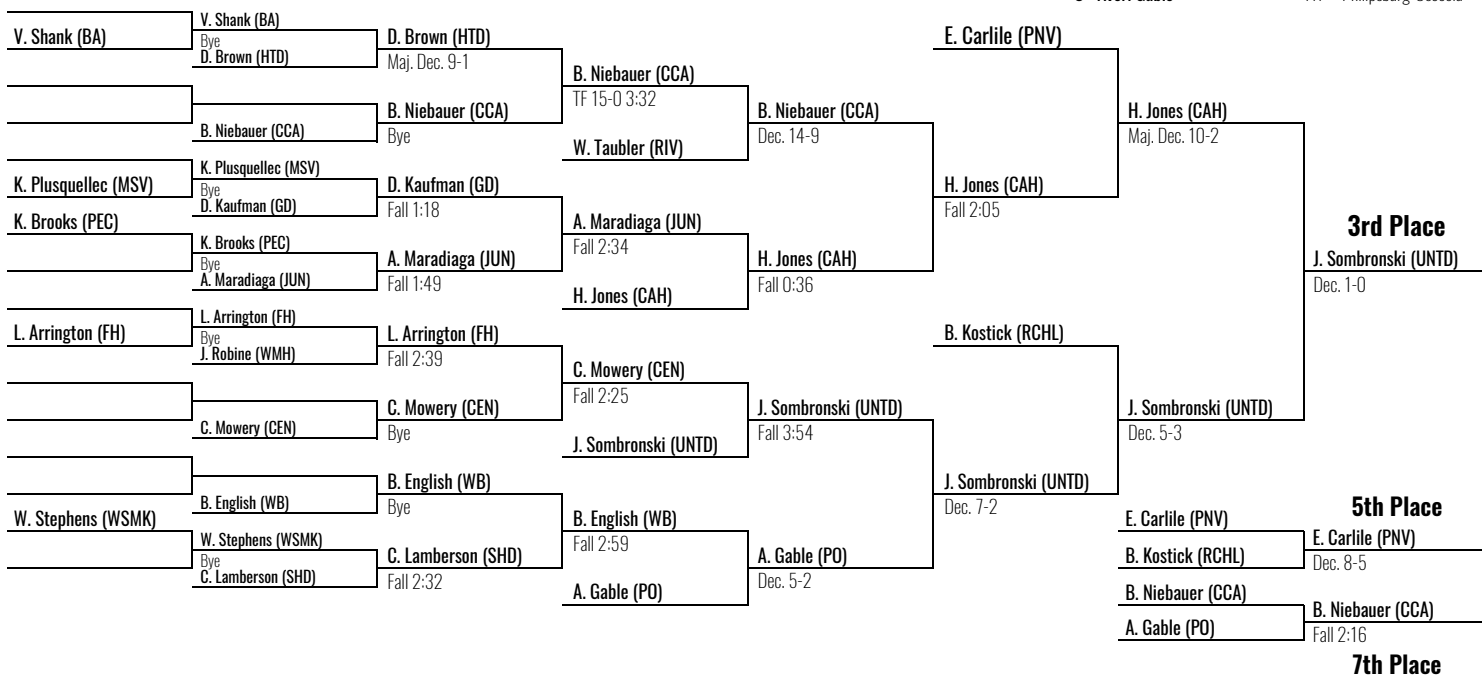 V. Shank (BA)
K. Plusquellec (MSV)
K. Brooks (PEC)
L. Arrington (FH)
W. Stephens (WSMK)
V. Shank (BA)
Bye
D. Brown (HTD)
B. Niebauer (CCA)
K. Plusquellec (MSV)
Bye
D. Kaufman (GD)
K. Brooks (PEC)
Bye
A. Maradiaga (JUN)
L. Arrington (FH)
Bye
J. Robine (WMH)
C. Mowery (CEN)
B. English (WB)
W. Stephens (WSMK)
Bye
C. Lamberson (SHD)
D. Brown (HTD)
Maj. Dec. 9-1
B. Niebauer (CCA)
Bye
D. Kaufman (GD)
Fall 1:18
A. Maradiaga (JUN)
Fall 1:49
L. Arrington (FH)
Fall 2:39
C. Mowery (CEN)
Bye
B. English (WB)
Bye
C. Lamberson (SHD)
Fall 2:32
B. Niebauer (CCA)
TF 15-0 3:32
W. Taubler (RIV)
A. Maradiaga (JUN)
Fall 2:34
H. Jones (CAH)
C. Mowery (CEN)
Fall 2:25
J. Sombronski (UNTD)
B. English (WB)
Fall 2:59
A. Gable (PO)
B. Niebauer (CCA)
Dec. 14-9
H. Jones (CAH)
Fall 0:36
J. Sombronski (UNTD)
Fall 3:54
A. Gable (PO)
Dec. 5-2
E. Carlile (PNV)
H. Jones (CAH)
Fall 2:05
B. Kostick (RCHL)
J. Sombronski (UNTD)
Dec. 7-2
H. Jones (CAH)
Maj. Dec. 10-2
J. Sombronski (UNTD)
Dec. 5-3
3rd Place
J. Sombronski (UNTD)
Dec. 1-0
E. Carlile (PNV)
B. Kostick (RCHL)
5th Place
E. Carlile (PNV)
Dec. 8-5
B. Niebauer (CCA)
A. Gable (PO)
B. Niebauer (CCA)
Fall 2:16
7th Place